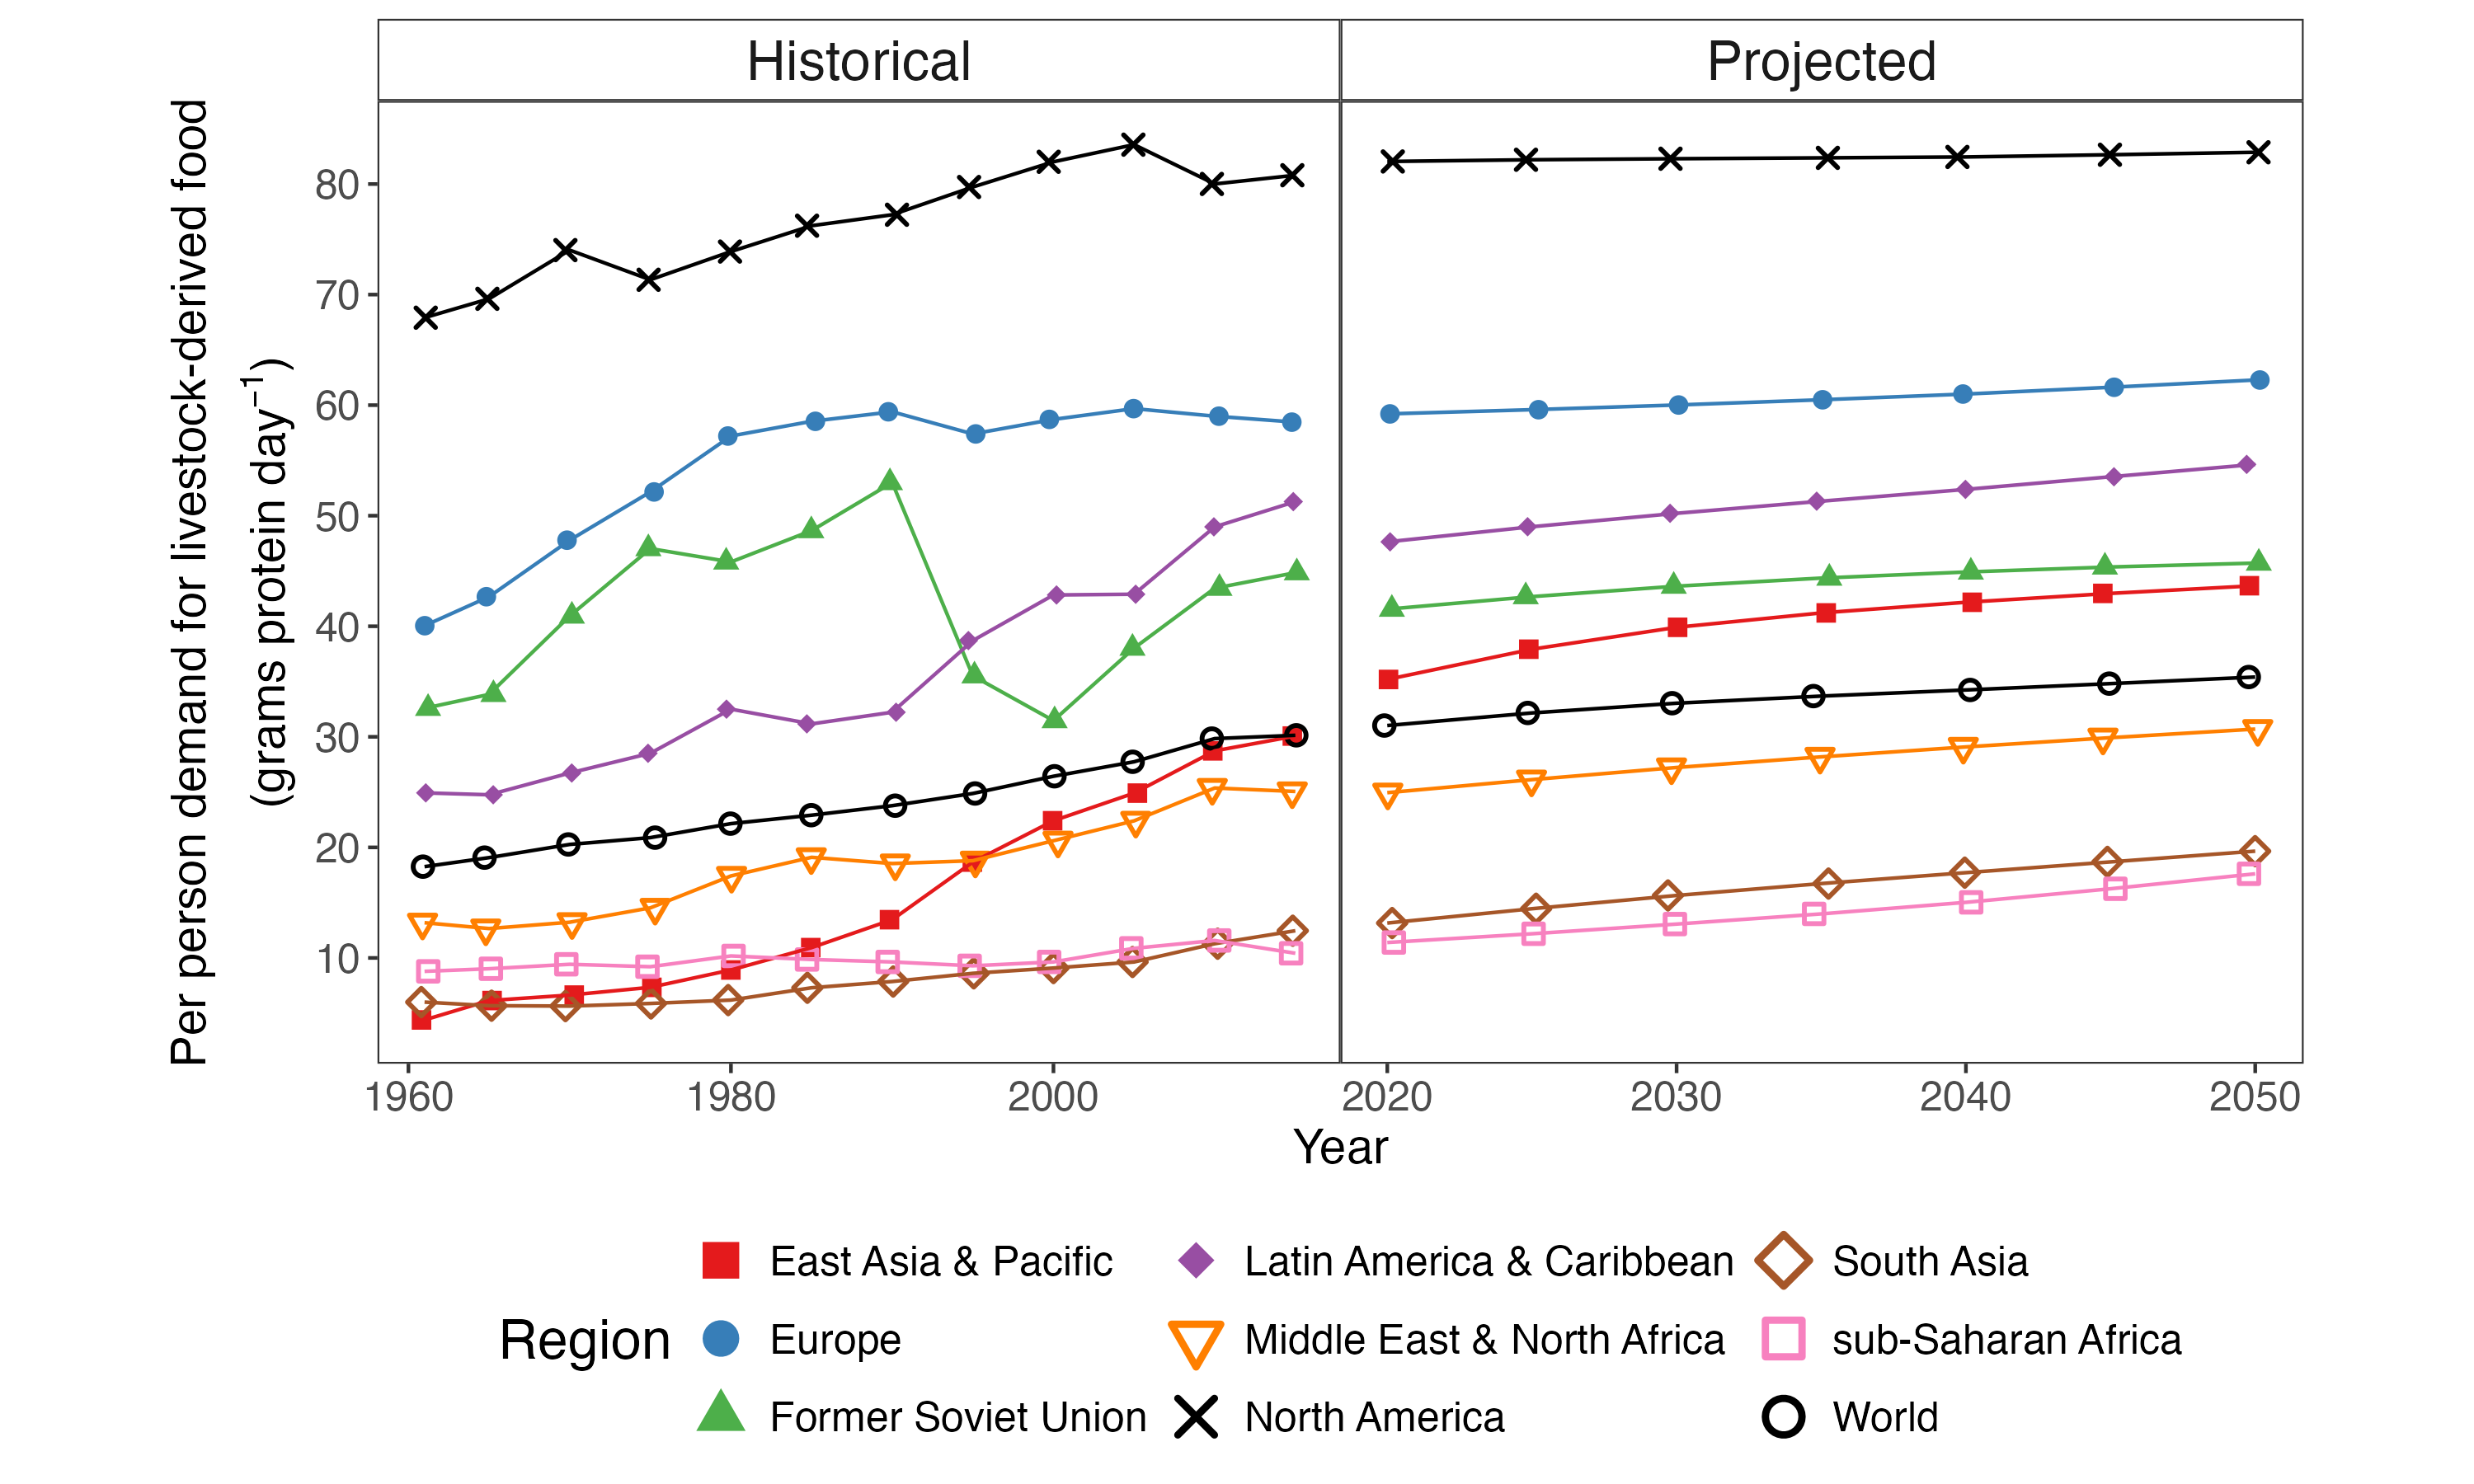 Historical
Projected
Per person demand for livestock-derived food
(grams protein day⁻¹)
80
70
60
50
40
30
20
10
1960
1980
2000
2020
2030
2040
2050
Year
Region
East Asia & Pacific
Europe
Former Soviet Union
Latin America & Caribbean
Middle East & North Africa
North America
South Asia
sub-Saharan Africa
World